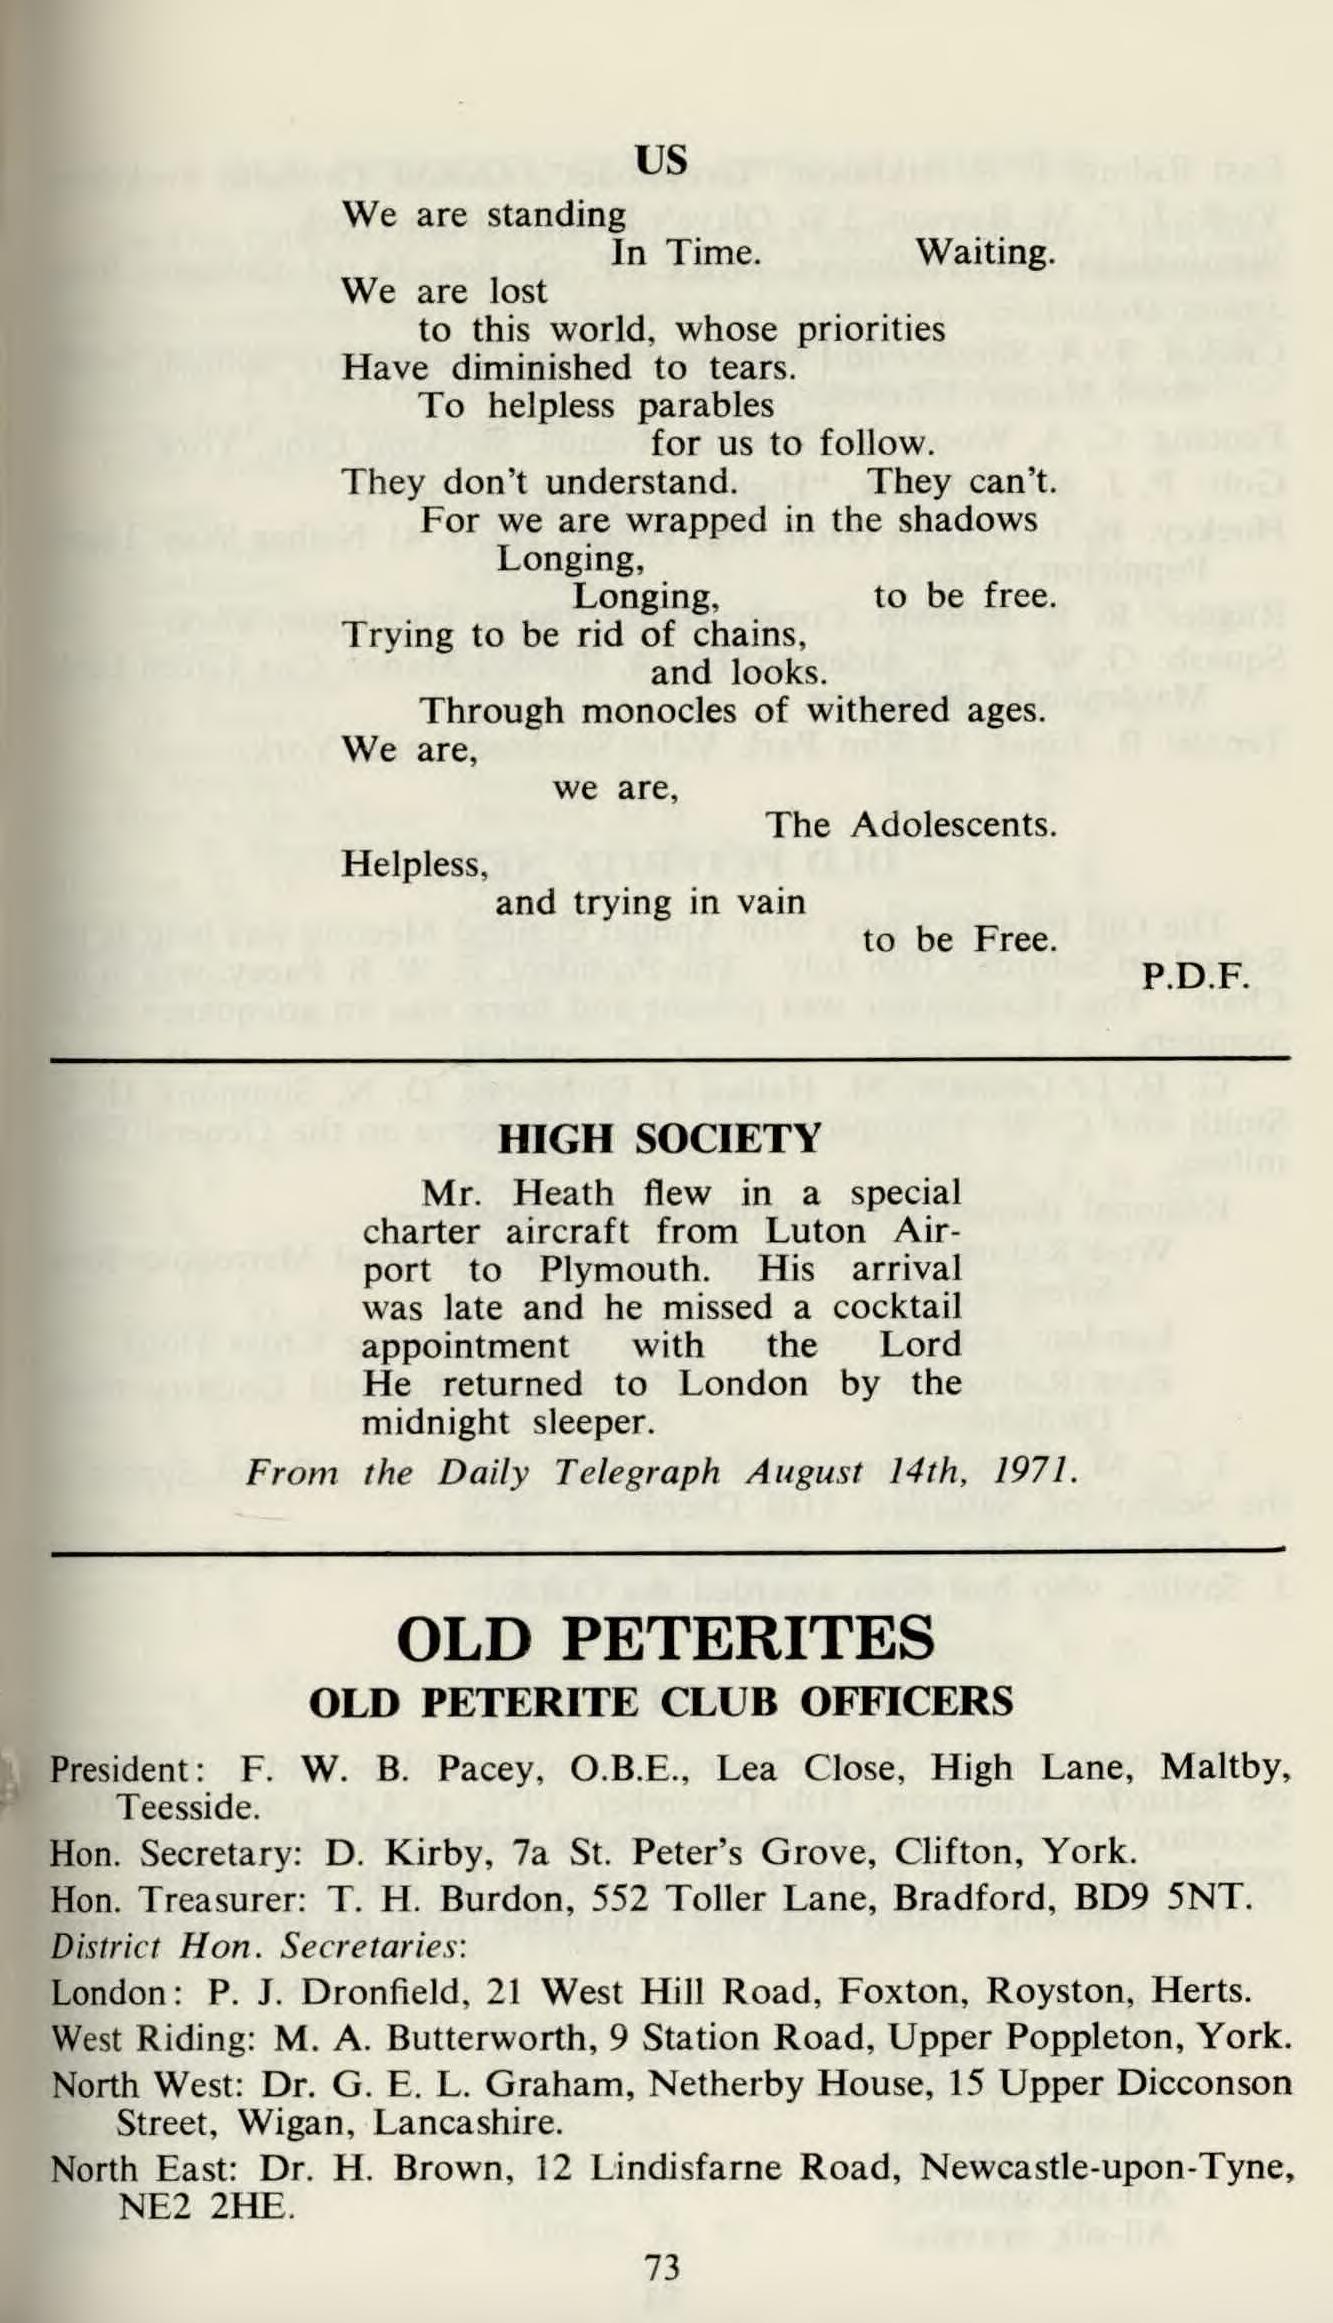 US
We are standing
In Time. Waiting.
We are lost
to this world, whose priorities
Have diminished to tears.
To helpless parables
for us to follow.
They don't understand. They can't.
For we are wrapped in the shadows
Longing,
Longing, to be free.
Trying to be rid of chains,
and looks.
Through monocles of withered ages.
We are,
we are,
The Adolescents.
Helpless,
and trying in vain
to be Free.
P.D.F.
HIGH SOCIETY
Mr. Heath flew in a special
charter aircraft from Luton Air-
port to Plymouth. His arrival
was late and he missed a cocktail
appointment with the Lord
He returned to London by the
midnight sleeper.
From the Daily Telegraph August 14th, 1971.
OLD PETERITES
OLD PETERITE CLUB OFFICERS
President: F. W. B. Pacey, O.B.E., Lea Close, High Lane, Maltby,
Teesside.
Hon. Secretary: D. Kirby, 7a St. Peter's Grove, Clifton, York.
Hon. Treasurer: T. H. Burdon, 552 Toller Lane, Bradford, BD9 5NT.
District Hon. Secretaries:
London: P. J. Dronfield, 21 West Hill Road, Foxton, Royston, Herts.
West Riding: M. A. Butterworth, 9 Station Road, Upper Poppleton, York.
North West: Dr. G. E. L. Graham, Netherby House, 15 Upper Dicconson
Street, Wigan, Lancashire.
North East: Dr. H. Brown, 12 Lindisfarne Road, Newcastle-upon-Tyne,
NE2 2HE.
73